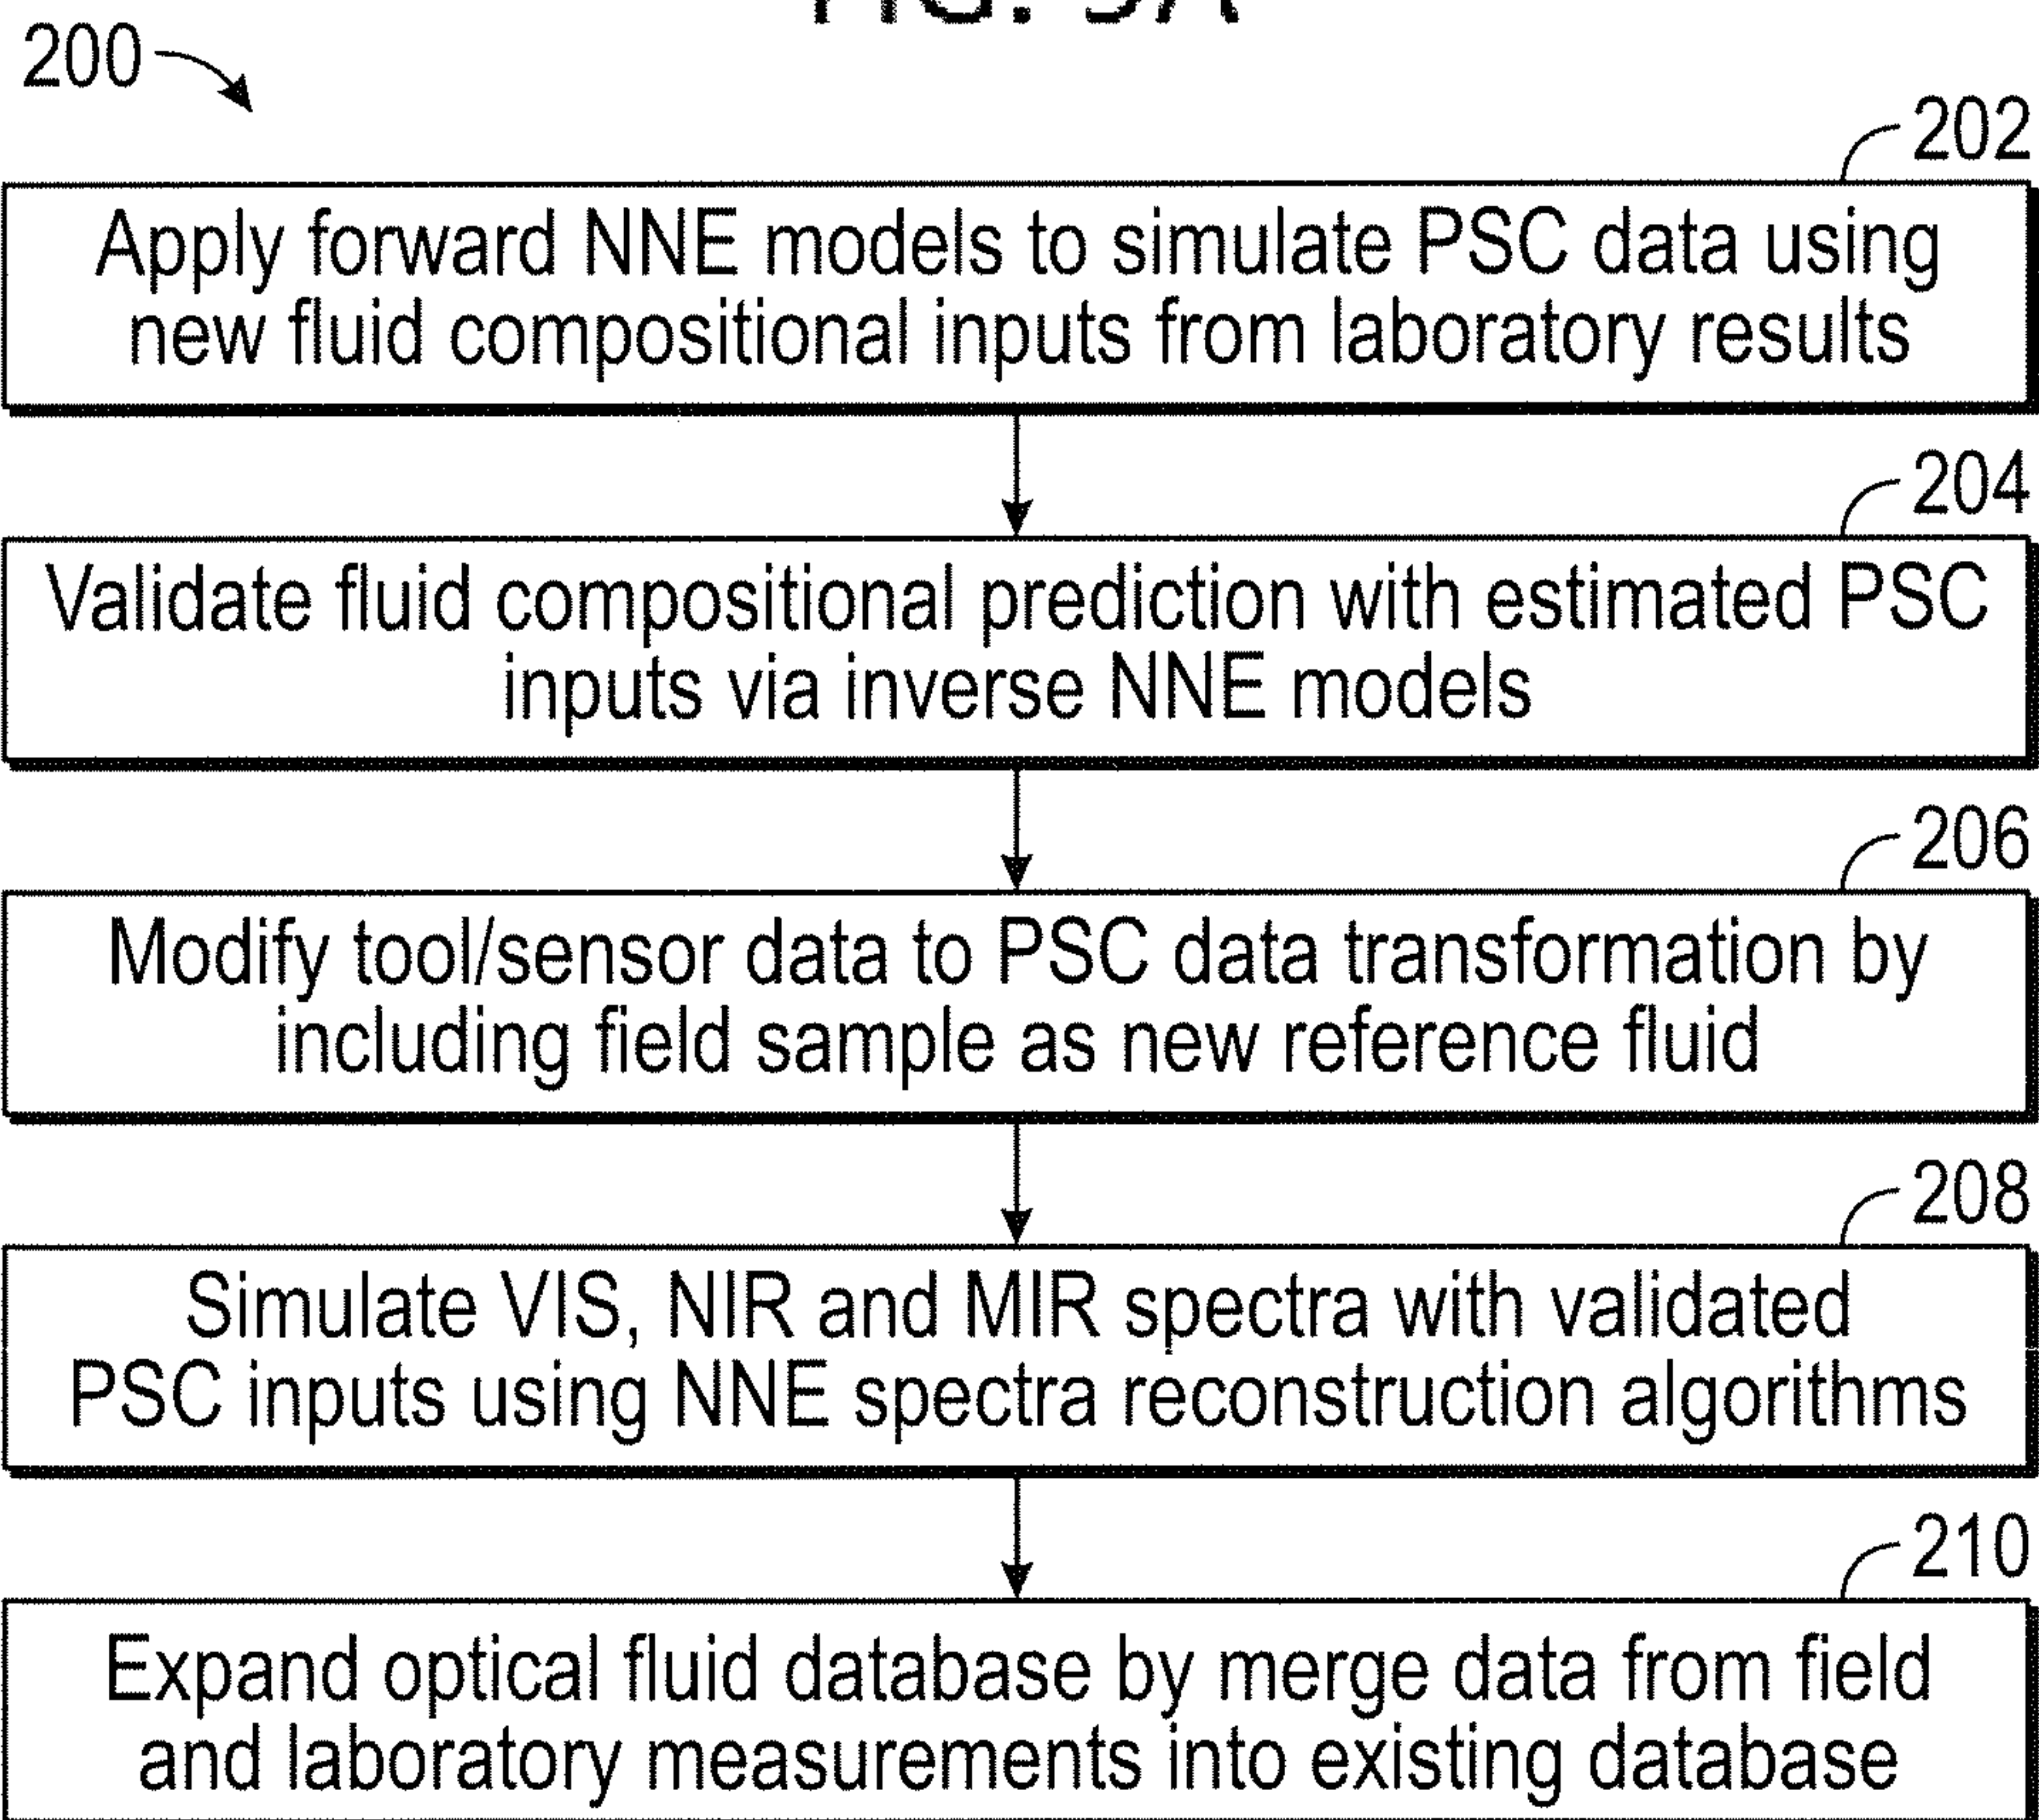 200
202
Apply forward NNE models to simulate PSC data using
new fluid compositional inputs from laboratory results
204
Validate fluid compositional prediction with estimated PSC
inputs via inverse NNE models
206
Modify tool/sensor data to PSC data transformation by
including field sample as new reference fluid
208
Simulate VIS, NIR and MIR spectra with validated
PSC inputs using NNE spectra reconstruction algorithms
210
Expand optical fluid database by merge data from field
and laboratory measurements into existing database